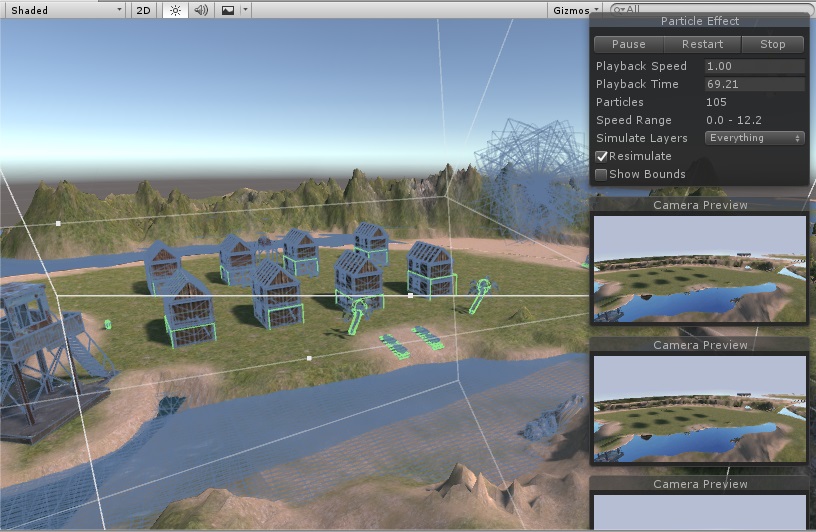 Shaded 2D Gizmos All
Particle Effect
Pause Restart Stop
Playback Speed 1.00
Playback Time 69.21
Particles 105
Speed Range 0.0 - 12.2
Simulate Layers Everything
Resimulate
Show Bounds
Camera Preview
Camera Preview
Camera Preview